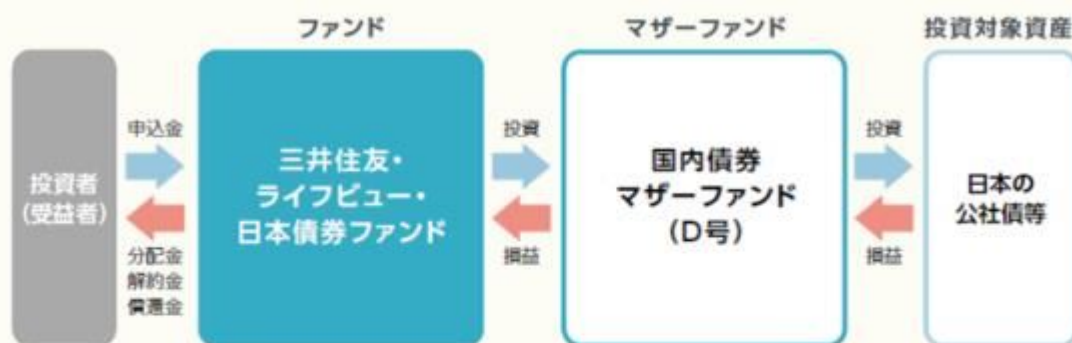 ファンド
マザーファンド
投資対象資産
投資者
(受益者)
申込金
分配金
解約金
償還金
三井住友・
ライフビュー・
日本債券ファンド
投資
損益
国内債券
マザーファンド
(D号)
投資
損益
日本の
公社債等